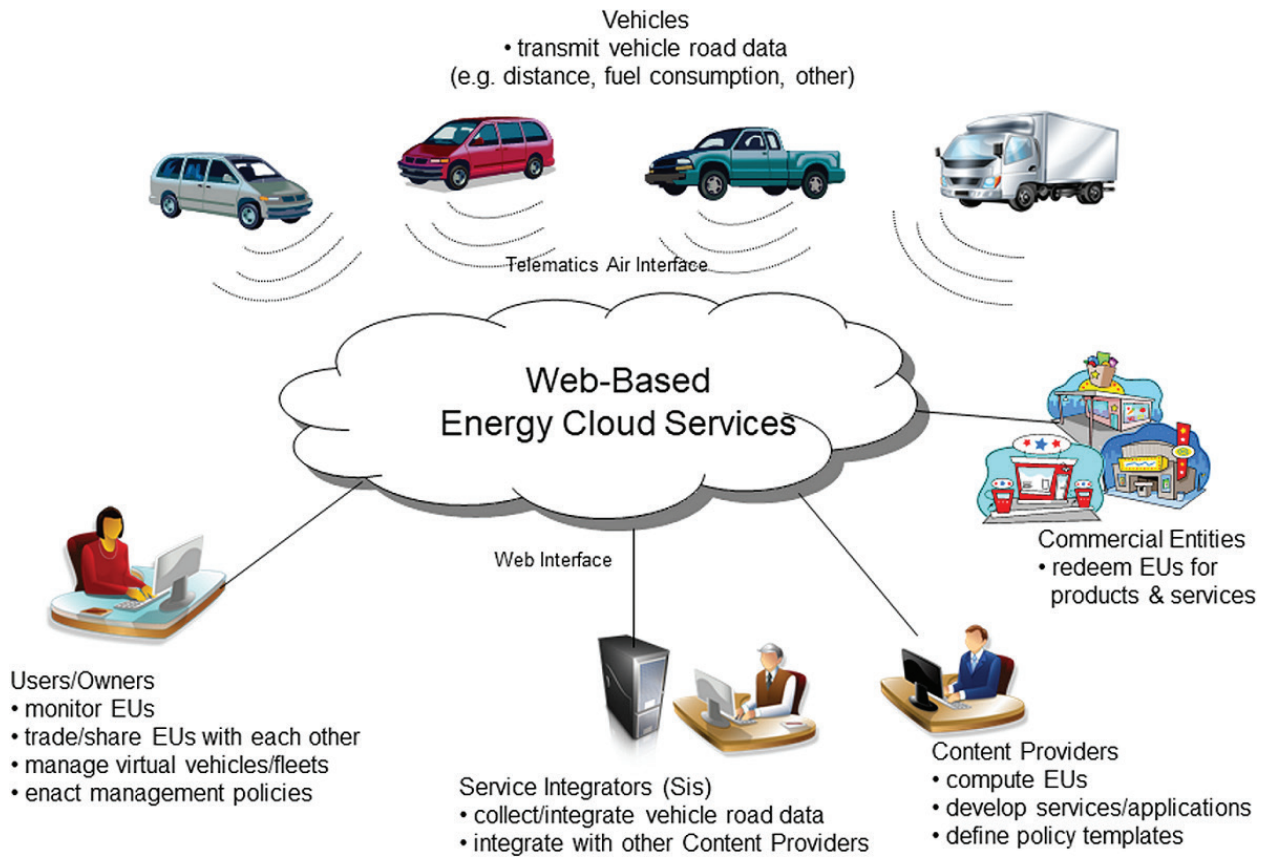 Vehicles
• transmit vehicle road data
(e.g. distance, fuel consumption, other)
Telematics Air Interface
Web-Based
Energy Cloud Services
Web Interface
Commercial Entities
• redeem EUs for
products & services
Users/Owners
• monitor EUs
• trade/share EUs with each other
• manage virtual vehicles/fleets
• enact management policies
Service Integrators (Sis)
• collect/integrate vehicle road data
• integrate with other Content Providers
Content Providers
• compute EUs
• develop services/applications
• define policy templates